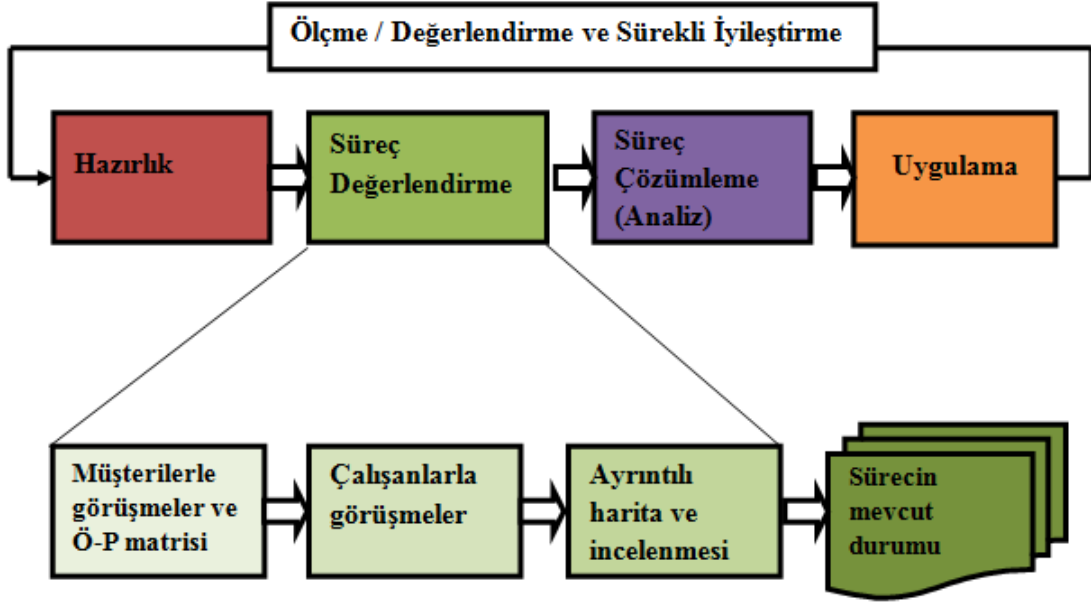 Ölçme / Değerlendirme ve Sürekli İyileştirme
Hazırlık
Süreç
Değerlendirme
Süreç
Çözümleme
(Analiz)
Uygulama
Müşterilerle
görüşmeler ve
Ö-P matrisi
Çalışanlarla
görüşmeler
Ayrıntılı
harita ve
incelenmesi
Sürecin
mevcut
durumu